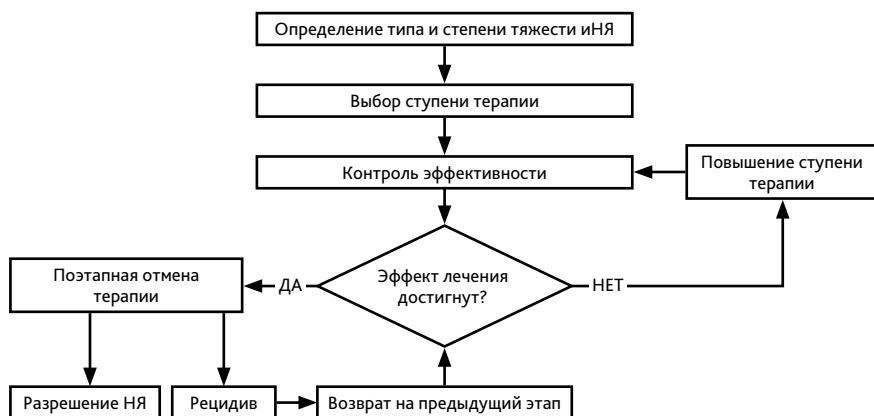 Определение типа и степени тяжести иНЯ
Выбор ступени терапии
Контроль эффективности
Повышение ступени
терапии
Поэтапная отмена
терапии
ДА
Эффект лечения
достигнут?
НЕТ
Разрешение НЯ
Рецидив
Возврат на предыдущий этап